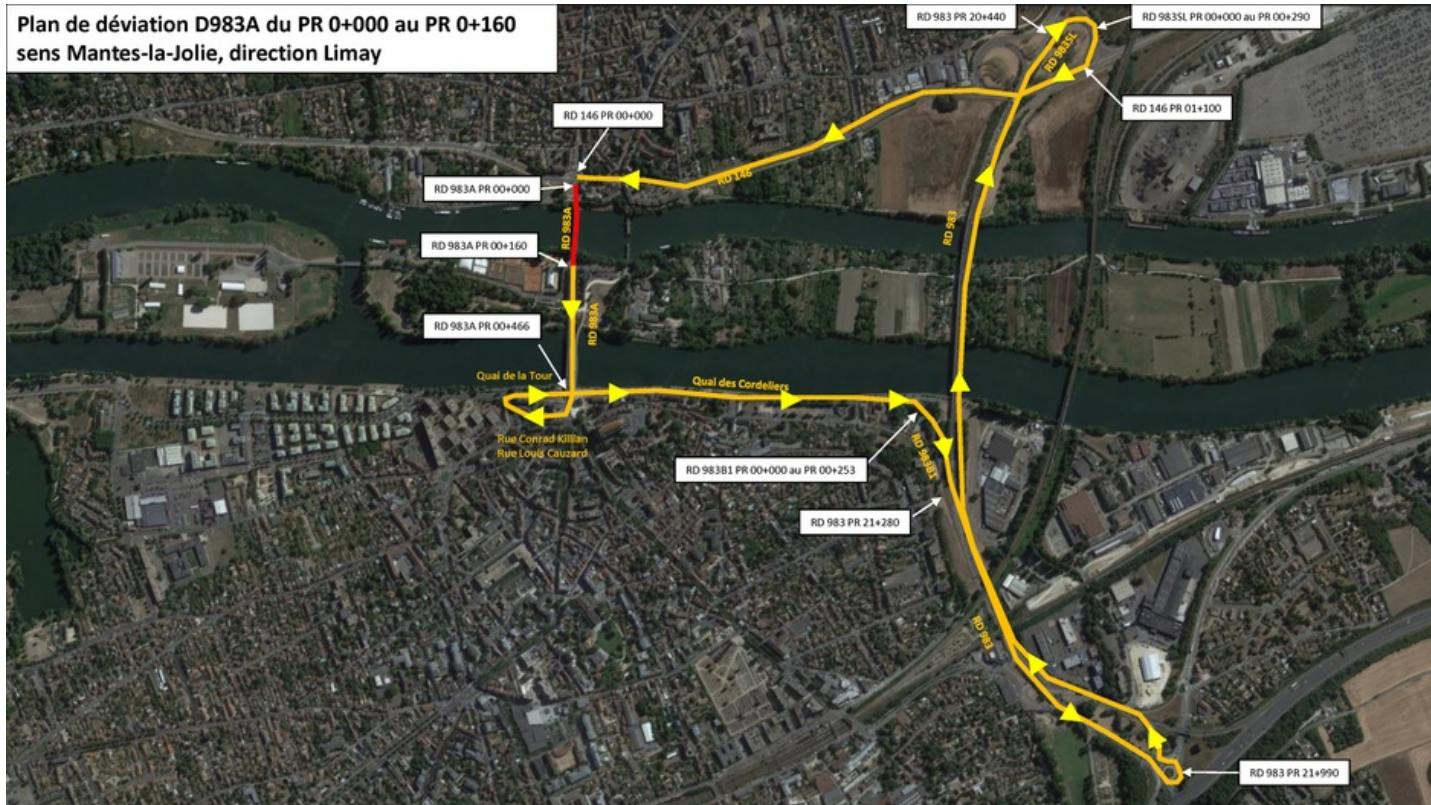 Plan de déviation D983A du PR 0+000 au PR 0+160
sens Mantes-la-Jolie, direction Limay
RD 983 PR 20+440
RD 983SL PR 00+000 au PR 00+290
RD 983SL
RD 146 PR 01+100
RD 146 PR 00+000
RD 146
RD 983A PR 00+000
RD 983A
RD 983
RD 983A PR 00+160
RD 983A
RD 983A PR 00+466
Quai de la Tour
Quai des Cordeliers
Rue Conrad Killian
Rue Louis Cauzard
RD 983B1
RD 983B1 PR 00+000 au PR 00+253
RD 983 PR 21+280
RD 983
RD 983 PR 21+990